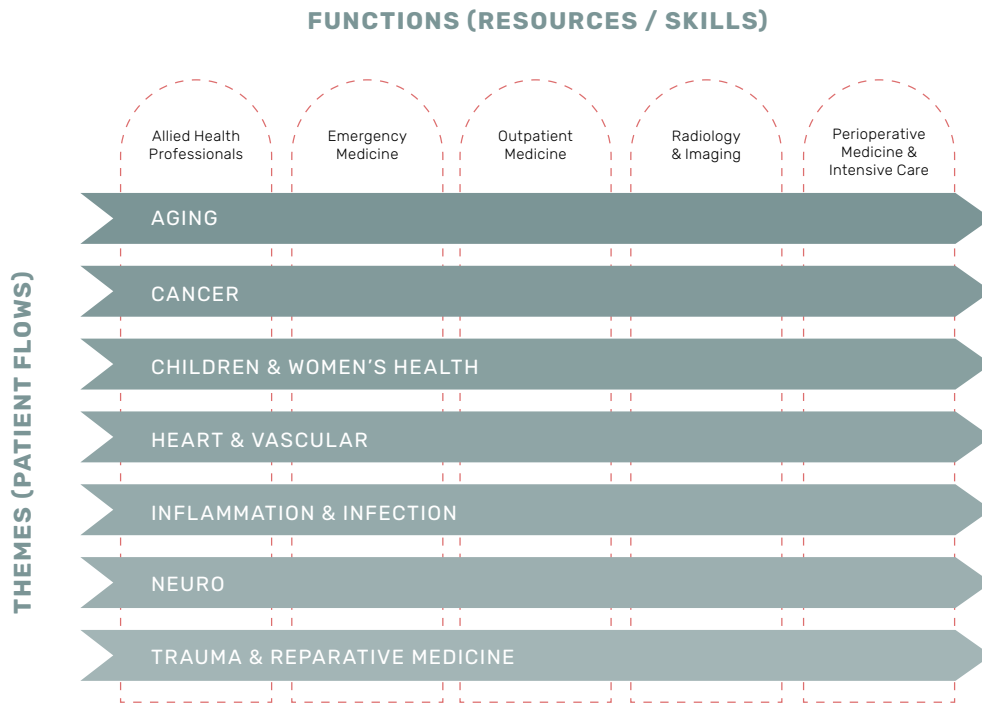 FUNCTIONS (RESOURCES / SKILLS)
Allied Health
Professionals
Emergency
Medicine
Outpatient
Medicine
Radiology
& Imaging
Perioperative
Medicine &
Intensive Care
THEMES (PATIENT FLOWS)
AGING
CANCER
CHILDREN & WOMEN'S HEALTH
HEART & VASCULAR
INFLAMMATION & INFECTION
NEURO
TRAUMA & REPARATIVE MEDICINE